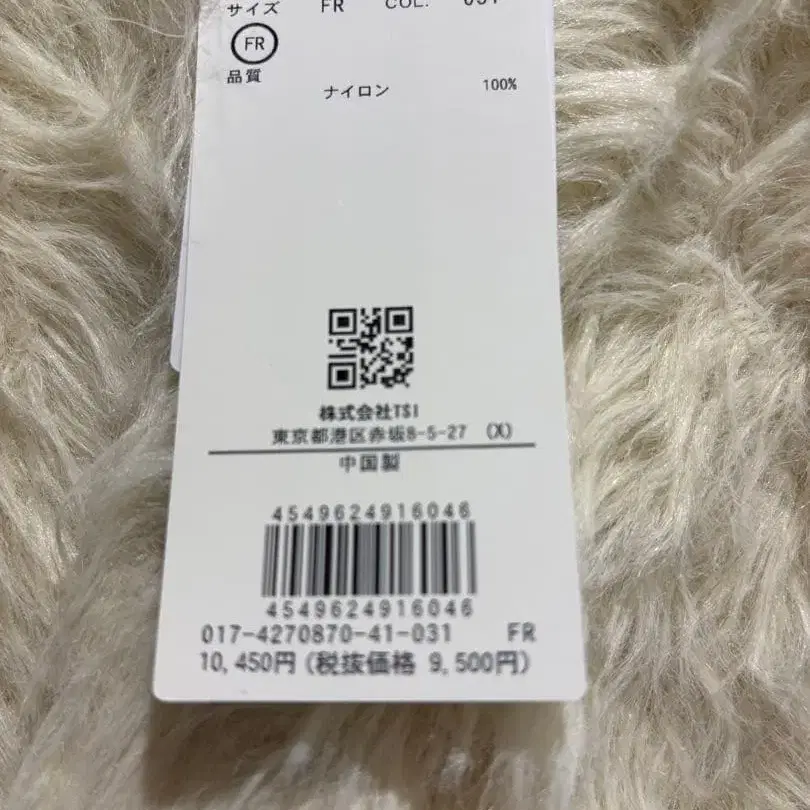 サイズ FR COL. 031
FR
品質
ナイロン 100%
株式会社TSI
東京都港区赤坂8-5-27 (X)
中国製
4549624916046
4549624916046
017-4270870-41-031 FR
10,450円(税抜価格 9,500円)